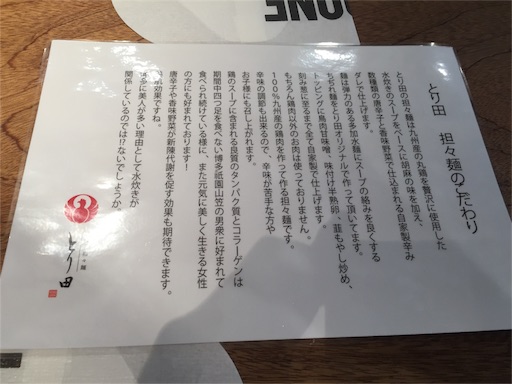 ONE
とり田 担々麺のこだわり
とり田の担々麺は九州産の丸鶏を贅沢に使用した
水炊きのスープをベースに胡麻の味を加え、
数種類の唐辛子と香味野菜で仕込まれる自家製辛み
ダレで仕上げます。
麺は弾力のある多加水麺にスープの絡みを良くする
ちぢれ麺をとり田オリジナルで作って頂いてます。
トッピングに鳥肉豆味噌、味付け半熟卵、韮もやし炒め、
刻み葱に至るまで全て自家製で仕上げます。
もちろん鶏肉以外のお肉は使っておりません。
100%九州産の鶏肉を作って作る担々麺です。
辛味の調節も出来るので、辛味が苦手な方や
お子様にも召し上がれます。
鶏のスープに含まれる良質のタンパク質とコラーゲンは
期間中四つ足を食べない博多祇園山笠の男衆に好まれて
食べられ続けている様に、また元気に美しく生きる女性
の方にも好まれております!
唐辛子や香味野菜が新陳代謝を促す効果も期待できます。
効果ですね。
博多に美人が多い理由として水炊きが
関係しているのでは!?ないでしょうか。
とり田